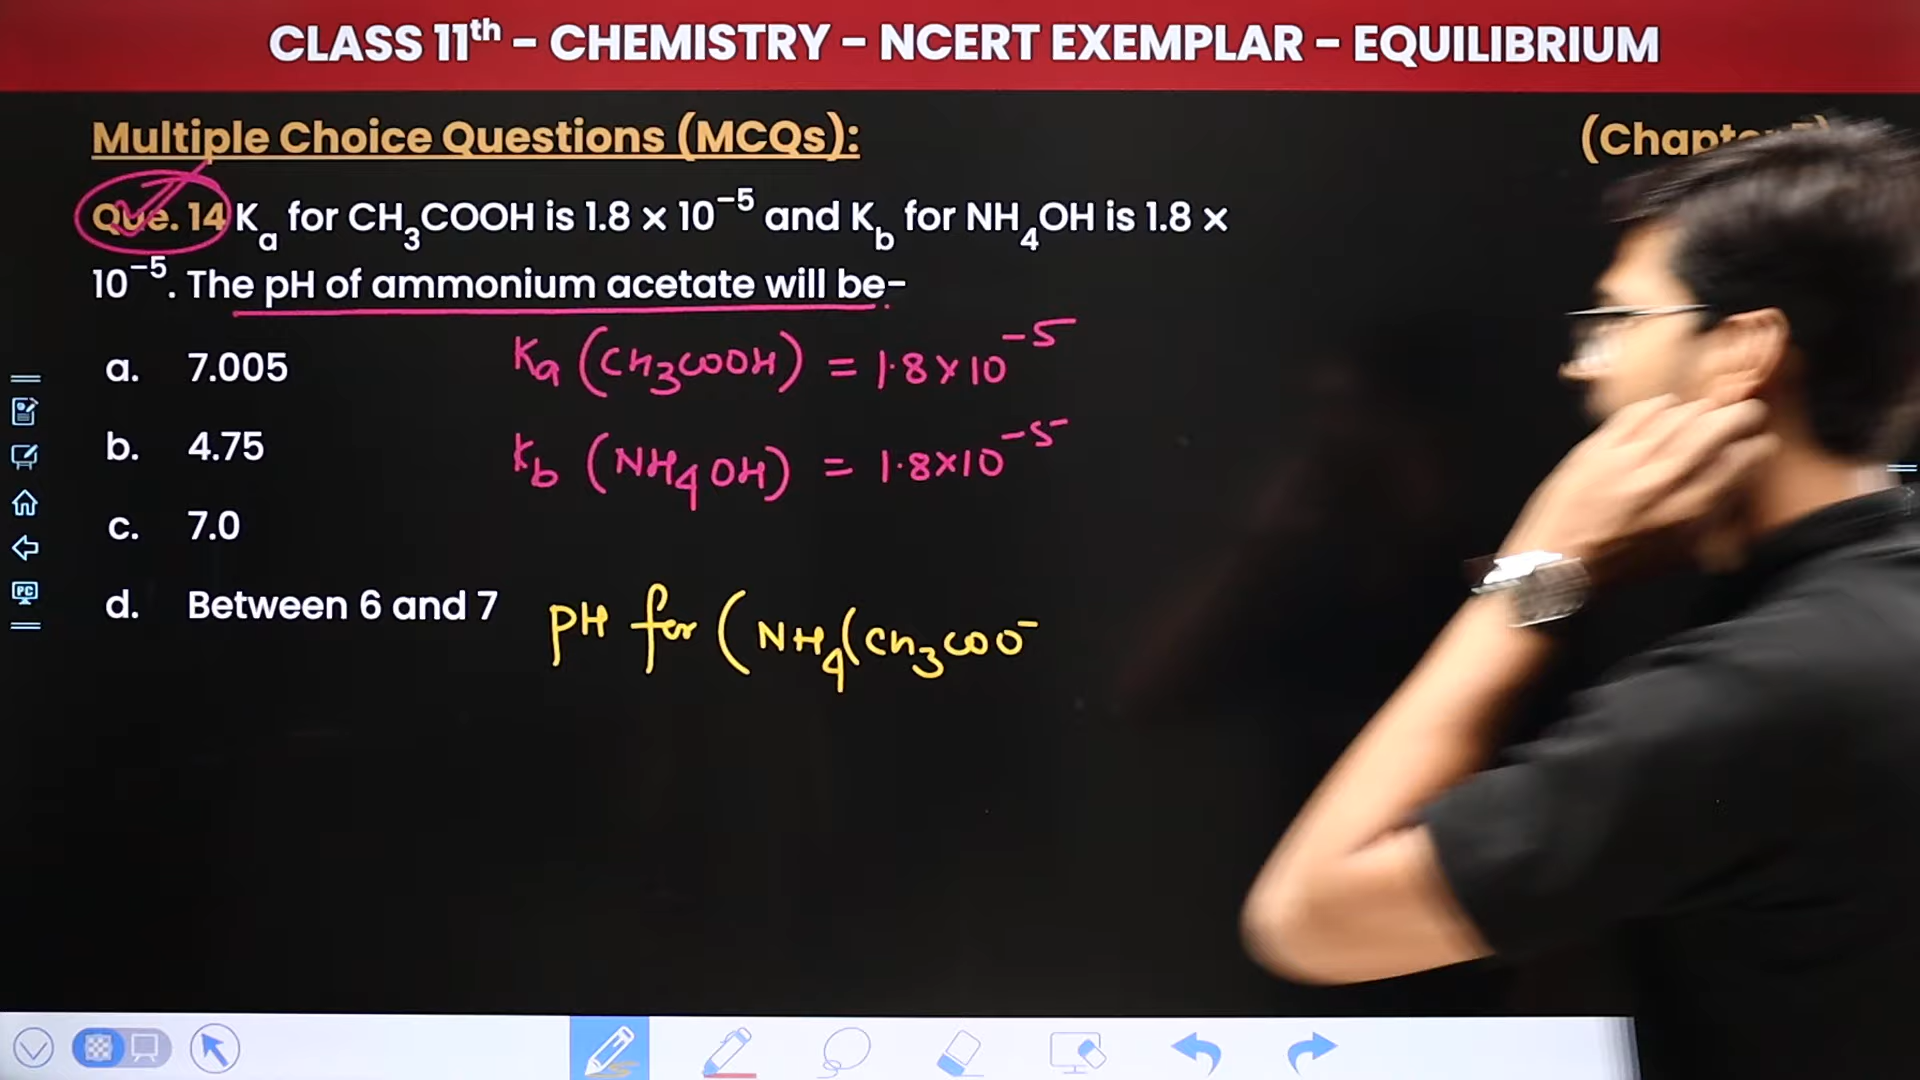 CLASS 11th - CHEMISTRY - NCERT EXEMPLAR - EQUILIBRIUM
Multiple Choice Questions (MCQs):
Que. 14 Ka for CH3COOH is 1.8 × 10−5 and Kb for NH4OH is 1.8 ×
10−5. The pH of ammonium acetate will be-
a. 7.005
b. 4.75
c. 7.0
d. Between 6 and 7
Ka (CH3COOH) = 1.8×10−5
Kb (NH4OH) = 1.8×10−5
pH for (NH4(CH3COO−
PC